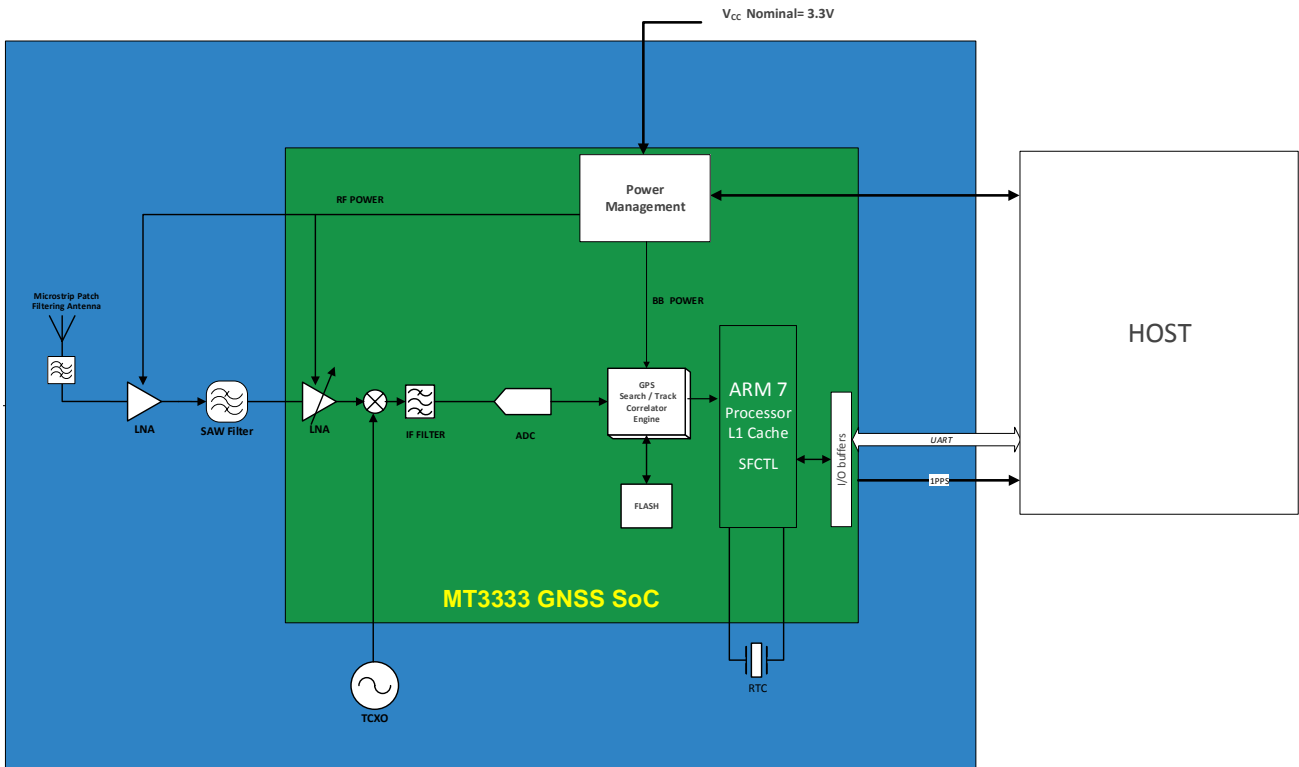 VCC Nominal= 3.3V
Power
Management
RF POWER
BB POWER
Microstrip Patch
Filtering Antenna
LNA
SAW Filter
LNA
IF FILTER
ADC
GPS
Search / Track
Correlator
Engine
FLASH
ARM 7
Processor
L1 Cache
SFCTL
I/O buffers
UART
1PPS
HOST
MT3333 GNSS SoC
TCXO
RTC